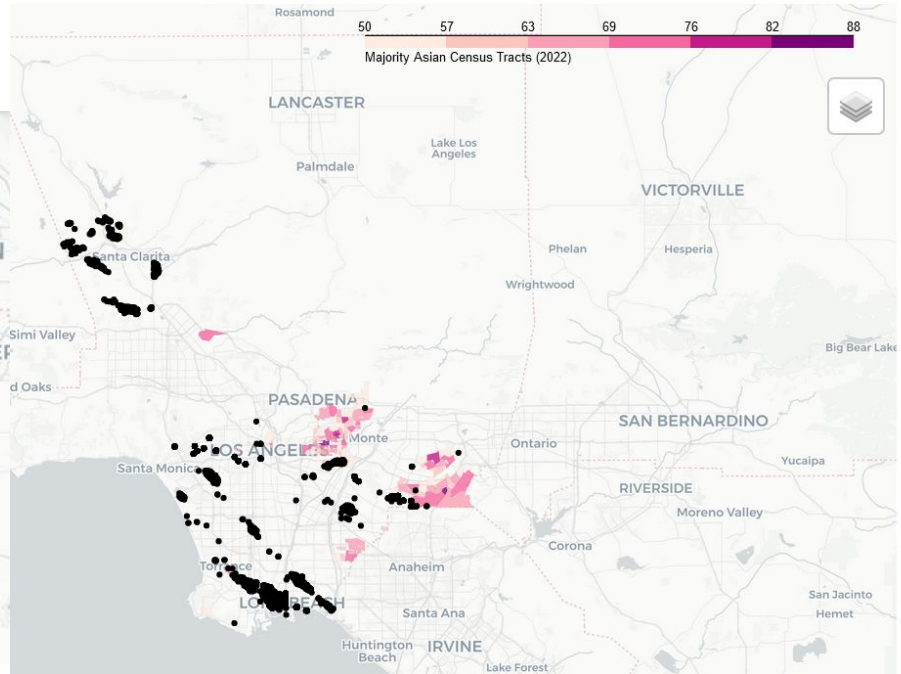 Rosamond
50 57 63 69 76 82 88
Majority Asian Census Tracts (2022)
LANCASTER
Lake Los
Angeles
Palmdale
VICTORVILLE
Phelan
Hesperia
Santa Clarita
Wrightwood
Simi Valley
Big Bear Lake
d Oaks
PASADENA
SAN BERNARDINO
Monte
Ontario
LOS ANGELES
Santa Monica
Yucaipa
RIVERSIDE
Moreno Valley
Corona
Torrance
Anaheim
San Jacinto
LONG BEACH
Santa Ana
Hemet
Huntington
Beach
IRVINE
Lake Forest